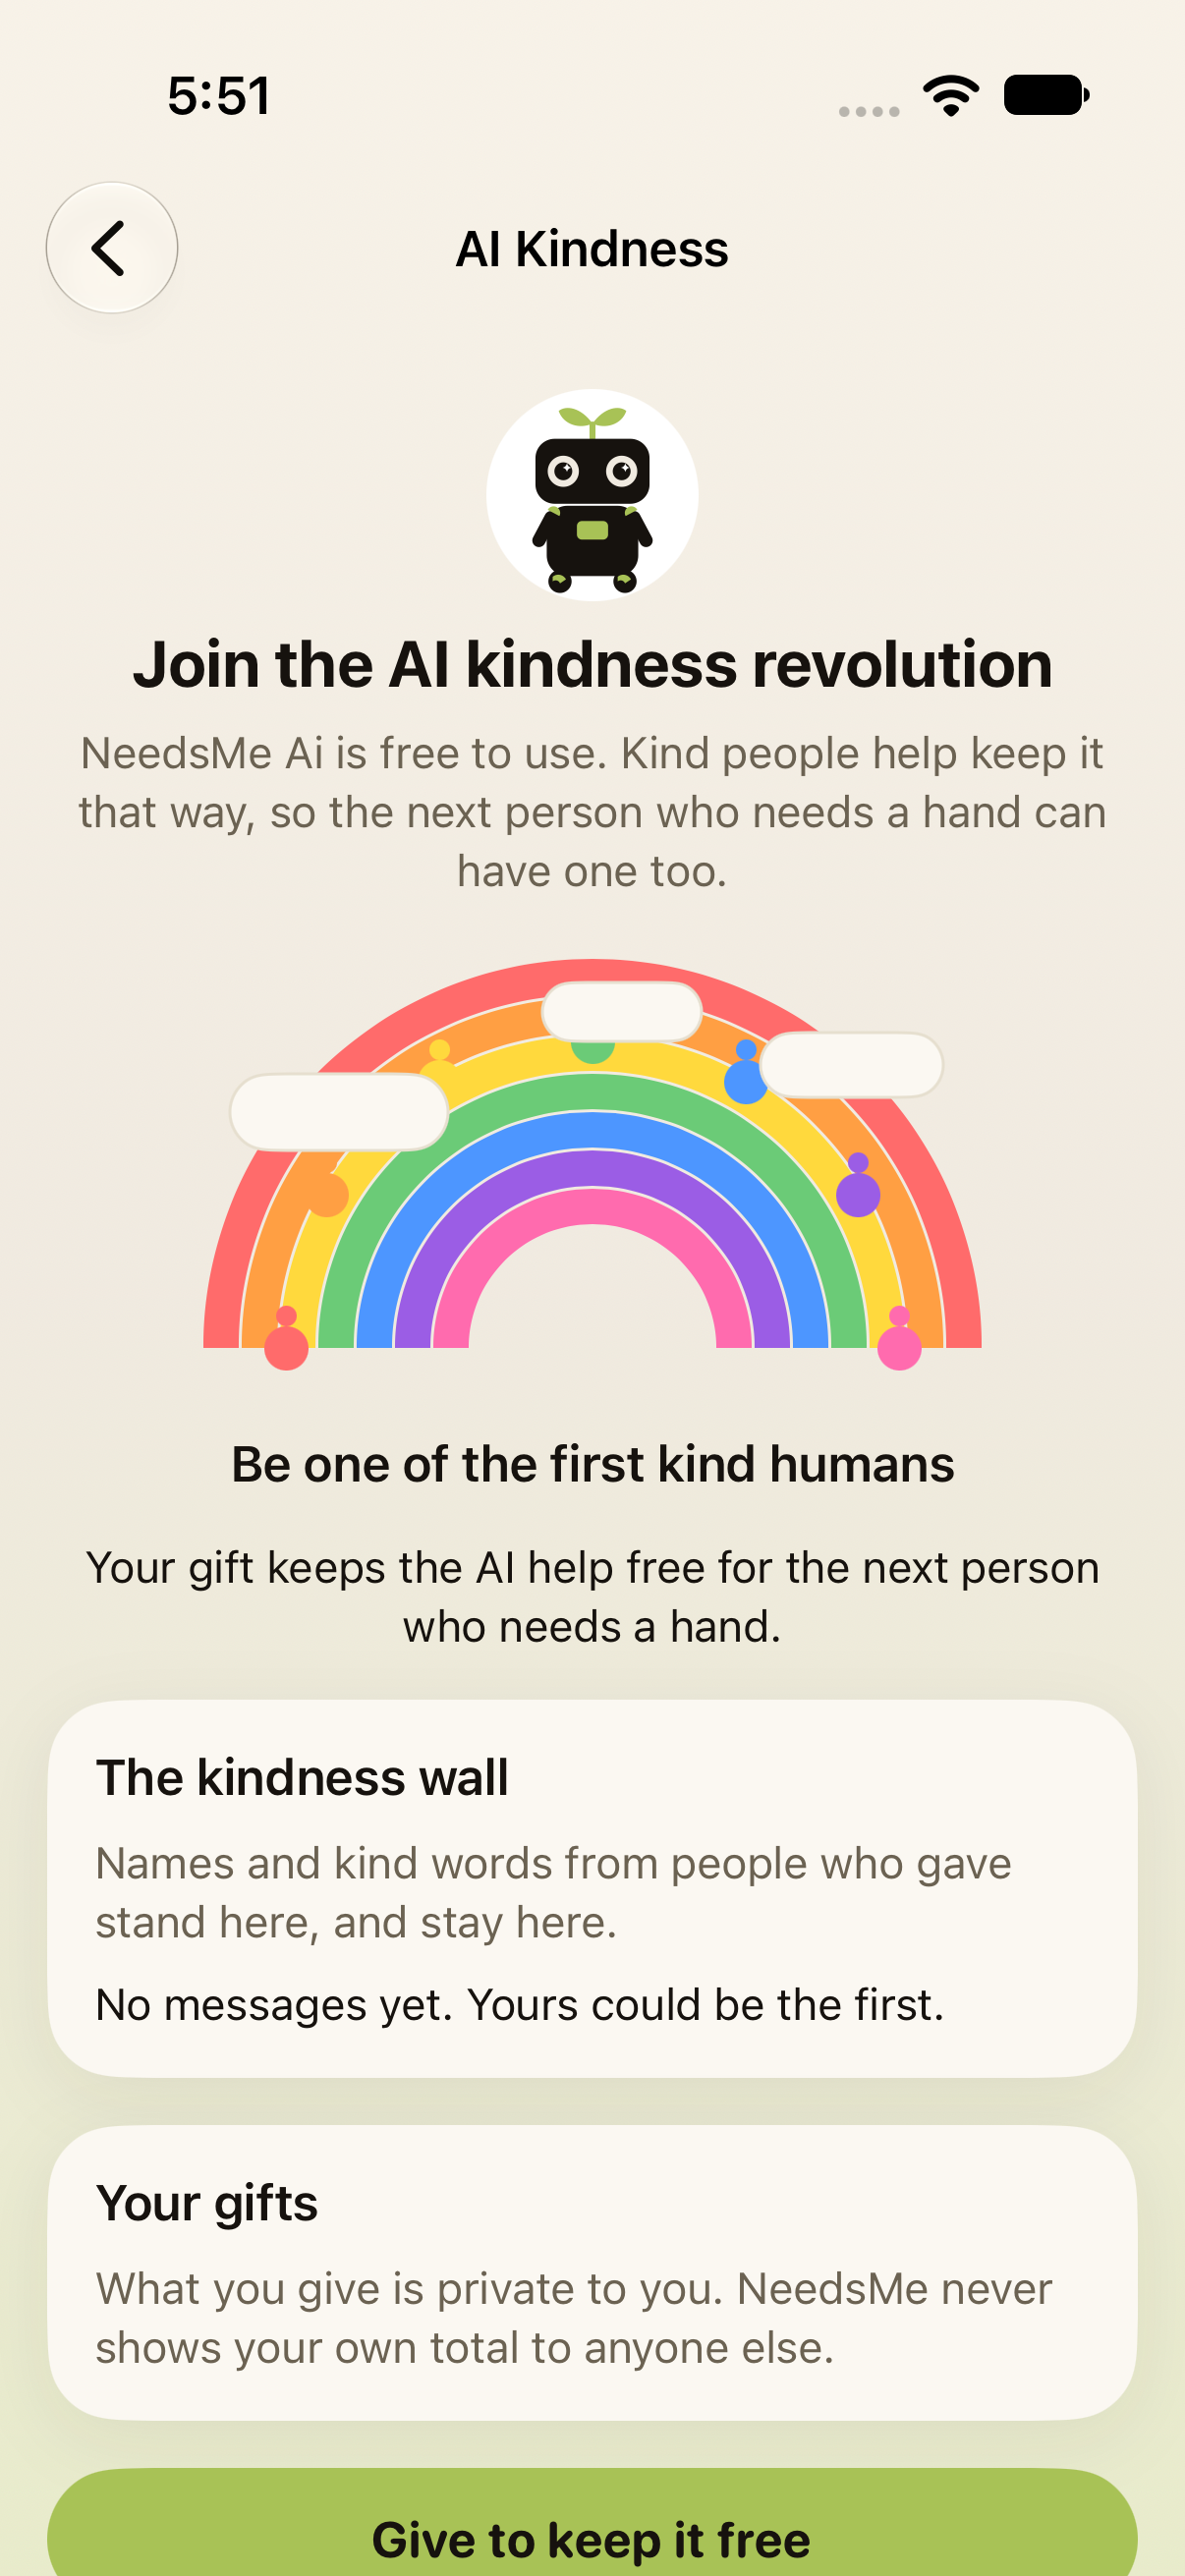 5:51
AI Kindness
Join the AI kindness revolution
NeedsMe Ai is free to use. Kind people help keep it
that way, so the next person who needs a hand can
have one too.
Be one of the first kind humans
Your gift keeps the AI help free for the next person
who needs a hand.
The kindness wall
Names and kind words from people who gave
stand here, and stay here.
No messages yet. Yours could be the first.
Your gifts
What you give is private to you. NeedsMe never
shows your own total to anyone else.
Give to keep it free